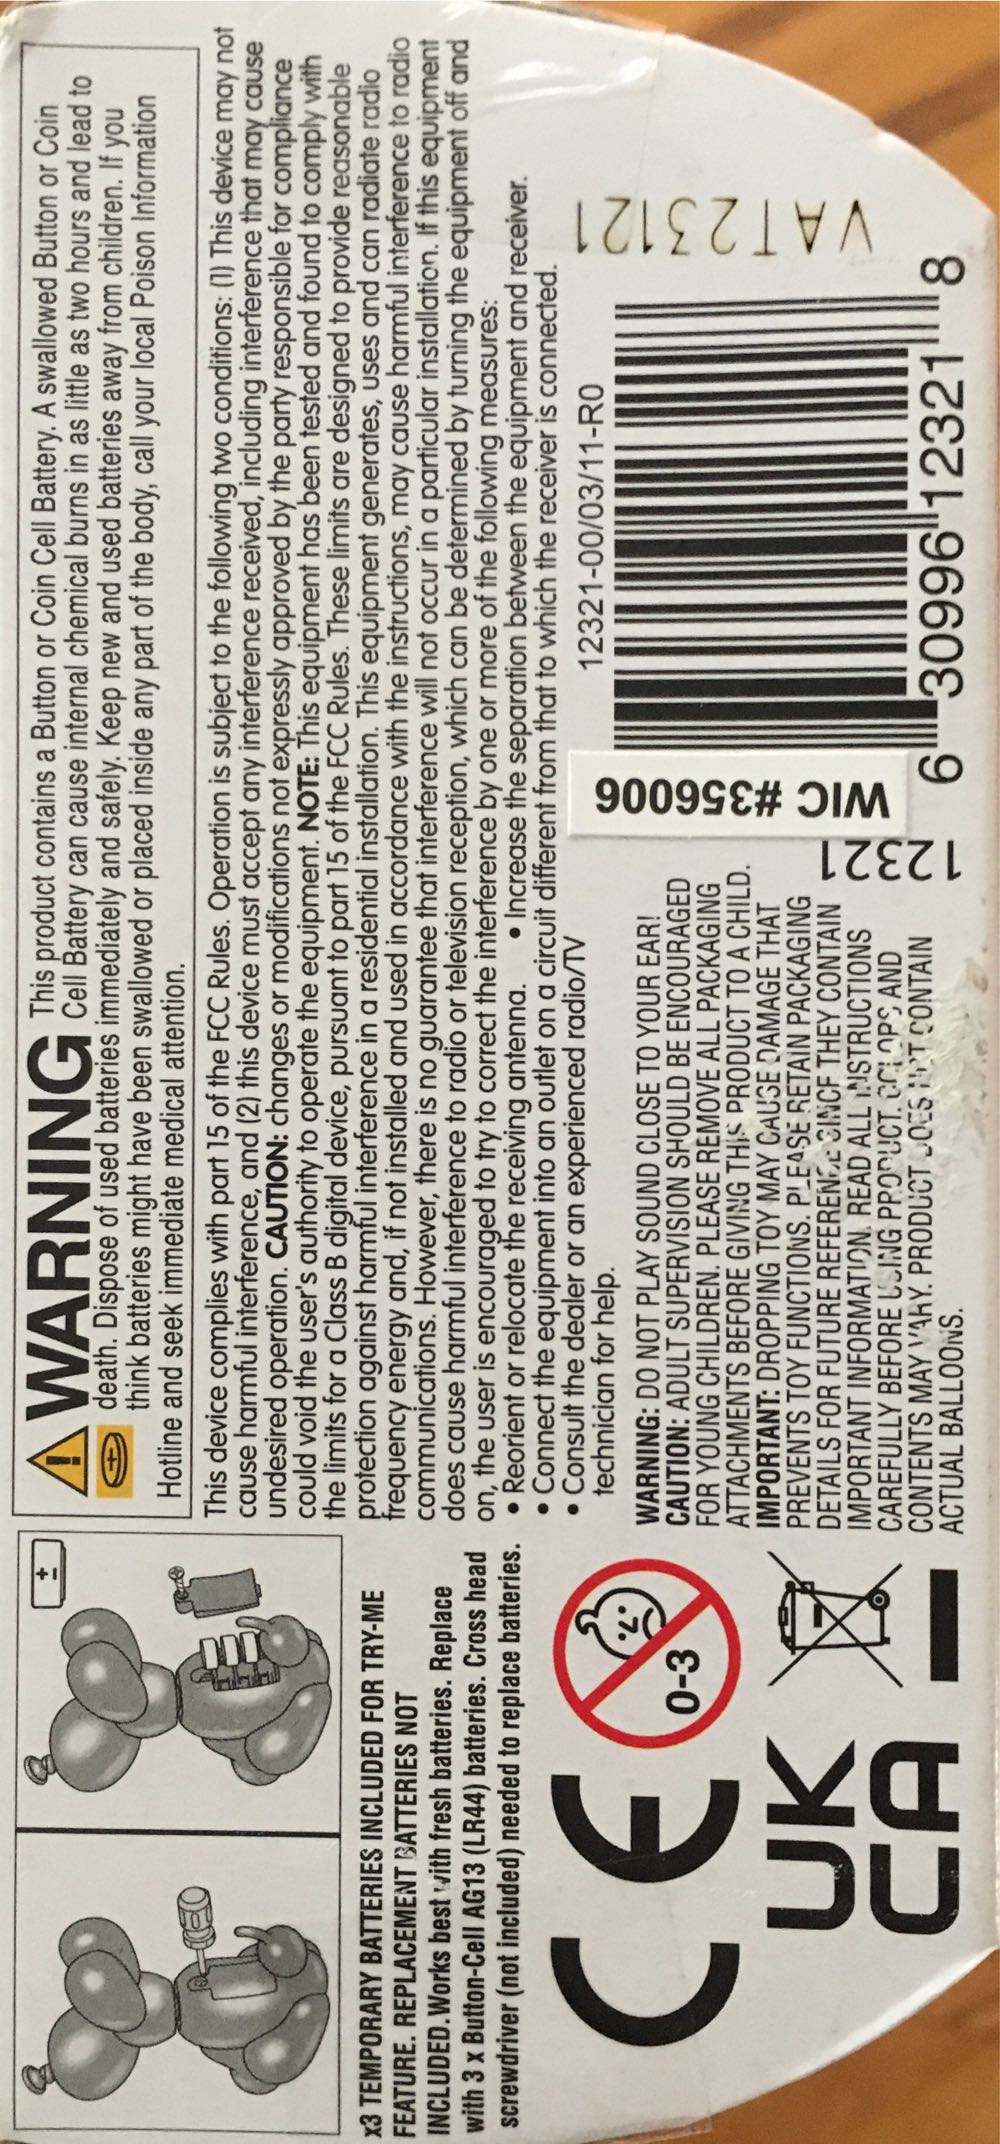 WARNING This product contains a Button or Coin Cell Battery. A swallowed Button or Coin
Cell Battery can cause internal chemical burns in as little as two hours and lead to
death. Dispose of used batteries immediately and safely. Keep new and used batteries away from children. If you
think batteries might have been swallowed or placed inside any part of the body, call your local Poison Information
Hotline and seek immediate medical attention.
This device complies with part 15 of the FCC Rules. Operation is subject to the following two conditions: (1) This device may not
cause harmful interference, and (2) this device must accept any interference received, including interference that may cause
undesired operation. CAUTION: changes or modifications not expressly approved by the party responsible for compliance
could void the user's authority to operate the equipment. NOTE: This equipment has been tested and found to comply with
the limits for a Class B digital device, pursuant to part 15 of the FCC Rules. These limits are designed to provide reasonable
protection against harmful interference in a residential installation. This equipment generates, uses and can radiate radio
frequency energy and, if not installed and used in accordance with the instructions, may cause harmful interference to radio
communications. However, there is no guarantee that interference will not occur in a particular installation. If this equipment
does cause harmful interference to radio or television reception, which can be determined by turning the equipment off and
on, the user is encouraged to try to correct the interference by one or more of the following measures:
• Reorient or relocate the receiving antenna. • Increase the separation between the equipment and receiver.
• Connect the equipment into an outlet on a circuit different from that to which the receiver is connected.
• Consult the dealer or an experienced radio/TV
technician for help.
x3 TEMPORARY BATTERIES INCLUDED FOR TRY-ME
FEATURE. REPLACEMENT BATTERIES NOT
INCLUDED. Works best with fresh batteries. Replace
with 3 x Button-Cell AG13 (LR44) batteries. Cross head
screwdriver (not included) needed to replace batteries.
CE
0-3
UK
CA
WARNING: DO NOT PLAY SOUND CLOSE TO YOUR EAR!
CAUTION: ADULT SUPERVISION SHOULD BE ENCOURAGED
FOR YOUNG CHILDREN. PLEASE REMOVE ALL PACKAGING
ATTACHMENTS BEFORE GIVING THIS PRODUCT TO A CHILD.
IMPORTANT: DROPPING TOY MAY CAUSE DAMAGE THAT
PREVENTS TOY FUNCTIONS. PLEASE RETAIN PACKAGING
DETAILS FOR FUTURE REFERENCE SINCE THEY CONTAIN
IMPORTANT INFORMATION. READ ALL INSTRUCTIONS
CAREFULLY BEFORE USING PRODUCT. COLORS AND
CONTENTS MAY VARY. PRODUCT DOES NOT CONTAIN
ACTUAL BALLOONS.
12321
WIC #356006
12321-00/03/11-R0
6 30996 12321 8
VAT23121